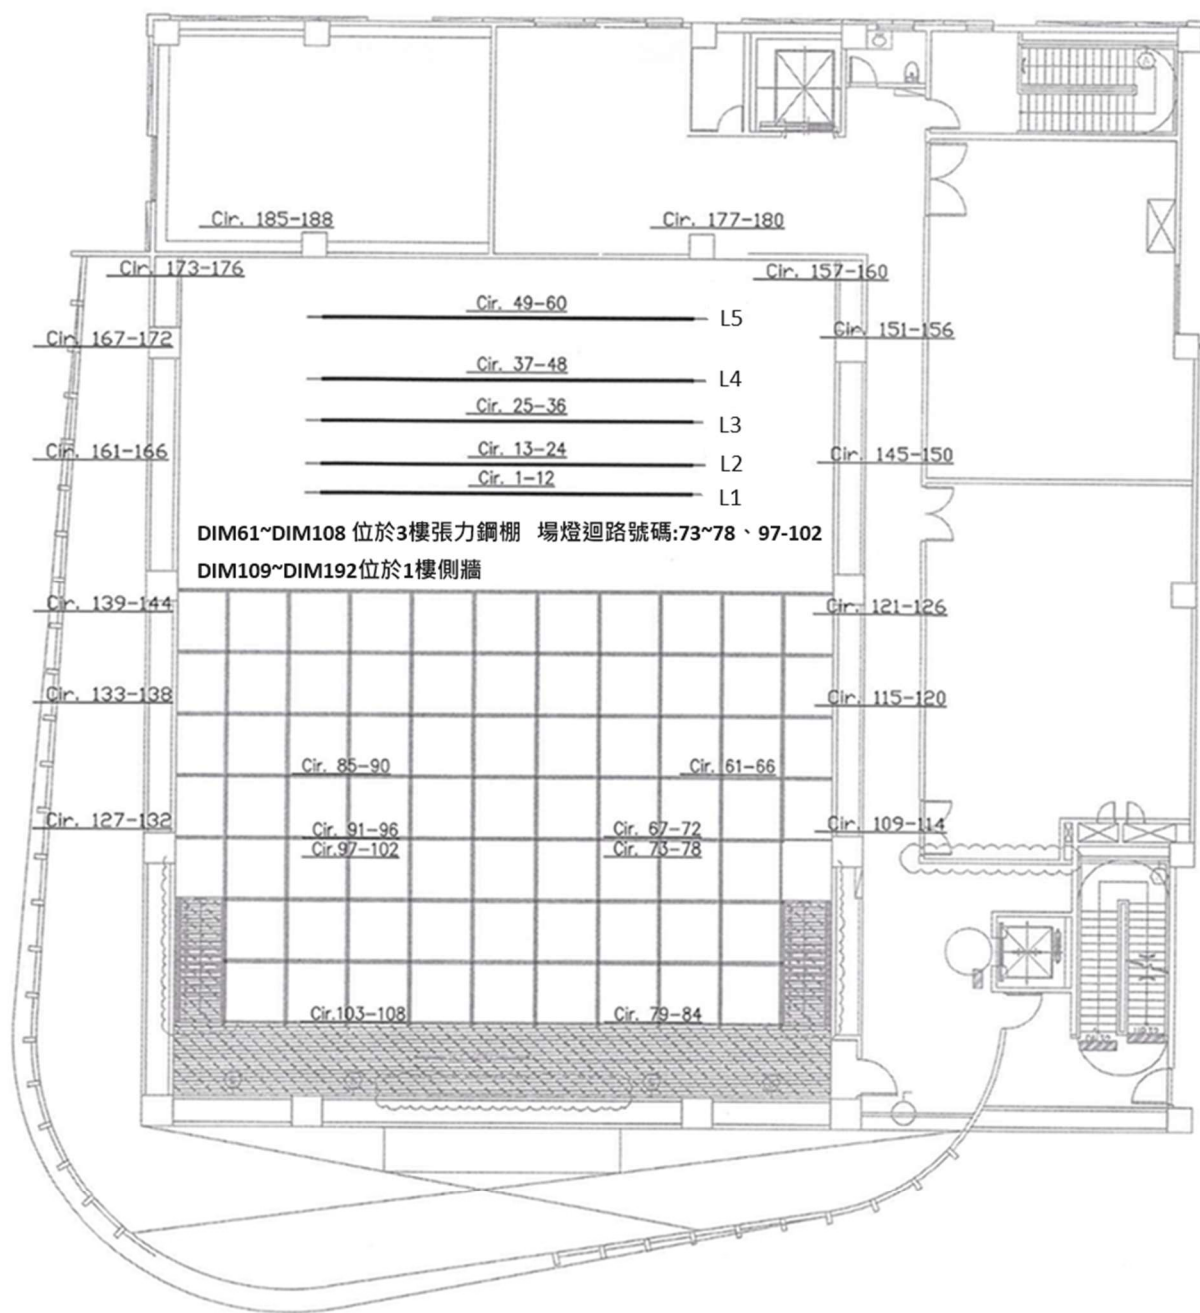 Cir. 185-188
Cir. 177-180
Cir. 173-176
Cir. 157-160
Cir. 49-60
L5
Cir. 167-172
Cir. 151-156
Cir. 37-48
L4
Cir. 25-36
L3
Cir. 161-166
Cir. 13-24
L2
Cir. 145-150
Cir. 1-12
L1
DIM61~DIM108 位於3樓張力鋼棚 場燈迴路號碼:73~78、97-102
DIM109~DIM192位於1樓側牆
Cir. 139-144
Cir. 121-126
Cir. 133-138
Cir. 115-120
Cir. 85-90
Cir. 61-66
Cir. 127-132
Cir. 91-96
Cir. 67-72
Cir. 109-114
Cir.97-102
Cir. 73-78
Cir.103-108
Cir. 79-84